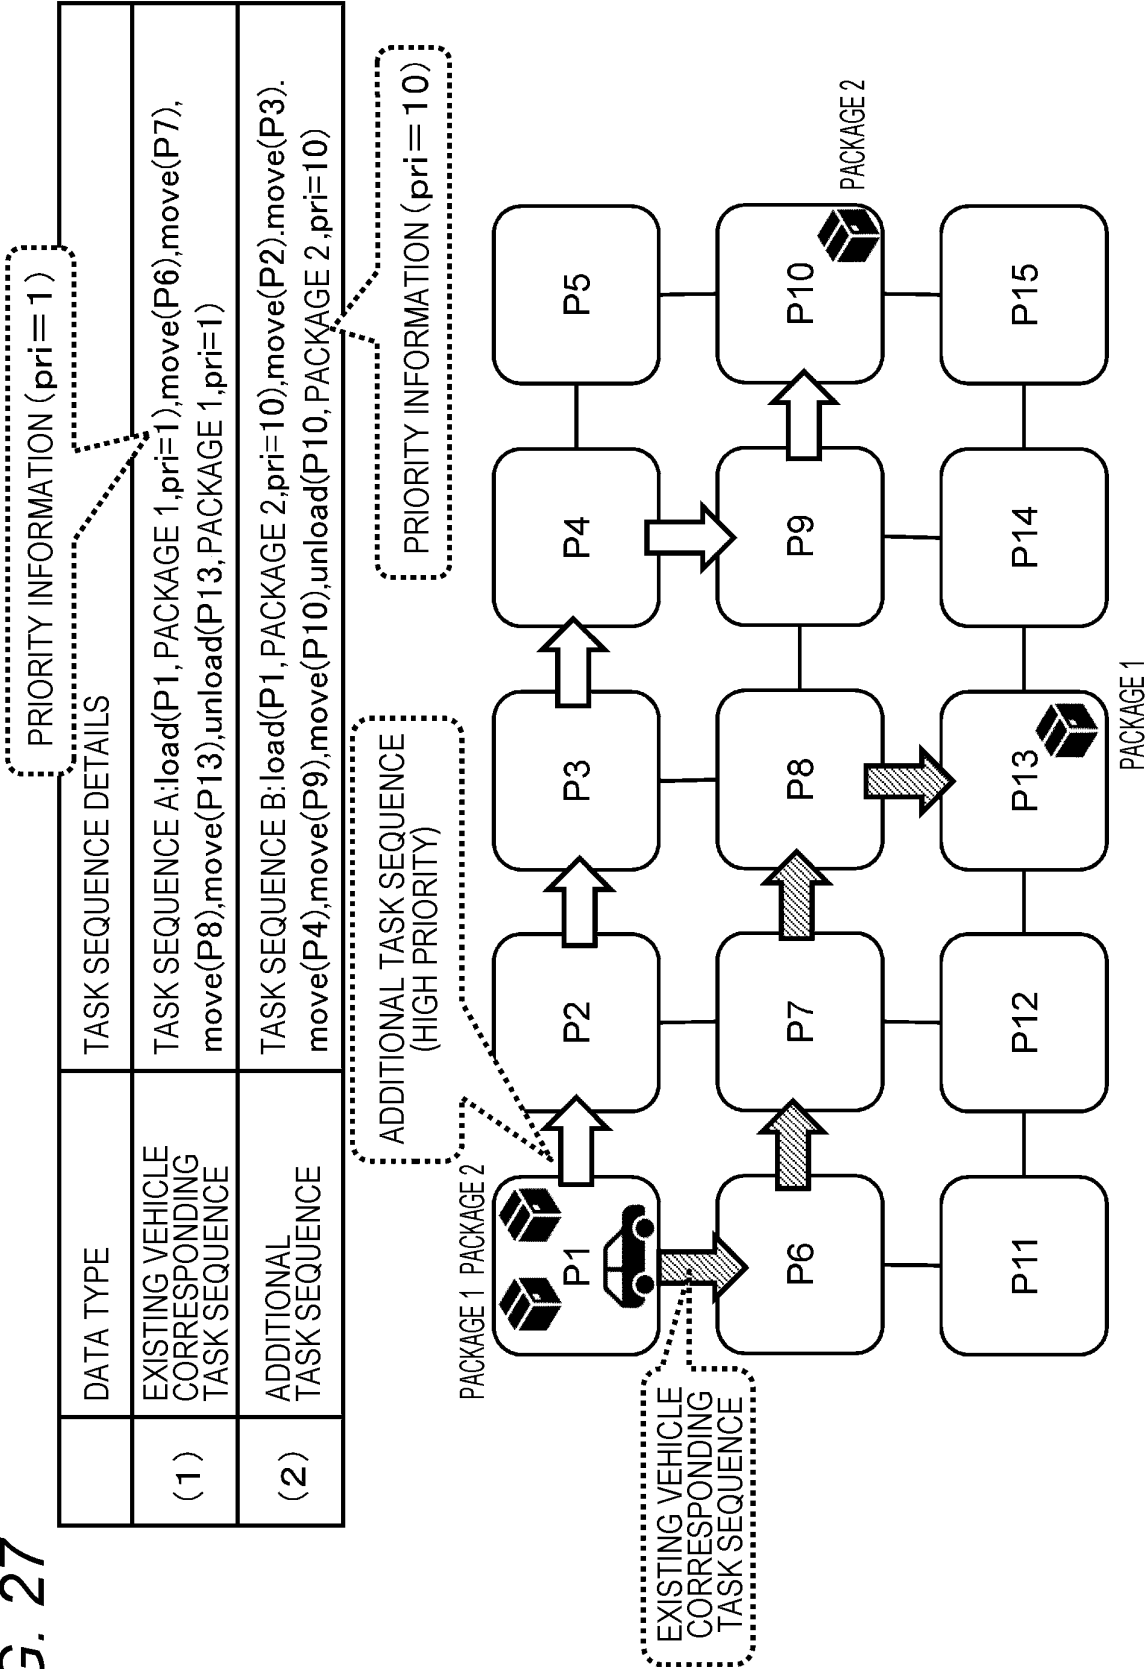 G. 27
PRIORITY INFORMATION (pri=1)
DATA TYPE
TASK SEQUENCE DETAILS
(1)
EXISTING VEHICLE
CORRESPONDING
TASK SEQUENCE
TASK SEQUENCE A:load(P1,PACKAGE 1,pri=1),move(P6),move(P7),
move(P8),move(P13),unload(P13,PACKAGE 1,pri=1)
(2)
ADDITIONAL
TASK SEQUENCE
TASK SEQUENCE B:load(P1,PACKAGE 2,pri=10),move(P2).move(P3).
move(P4),move(P9),move(P10),unload(P10,PACKAGE 2,pri=10)
PRIORITY INFORMATION (pri=10)
ADDITIONAL TASK SEQUENCE
(HIGH PRIORITY)
PACKAGE 1 PACKAGE 2
P1
P2
P3
P4
P5
P6
P7
P8
P9
P10
PACKAGE 2
EXISTING VEHICLE
CORRESPONDING
TASK SEQUENCE
P11
P12
P13
P14
P15
PACKAGE 1